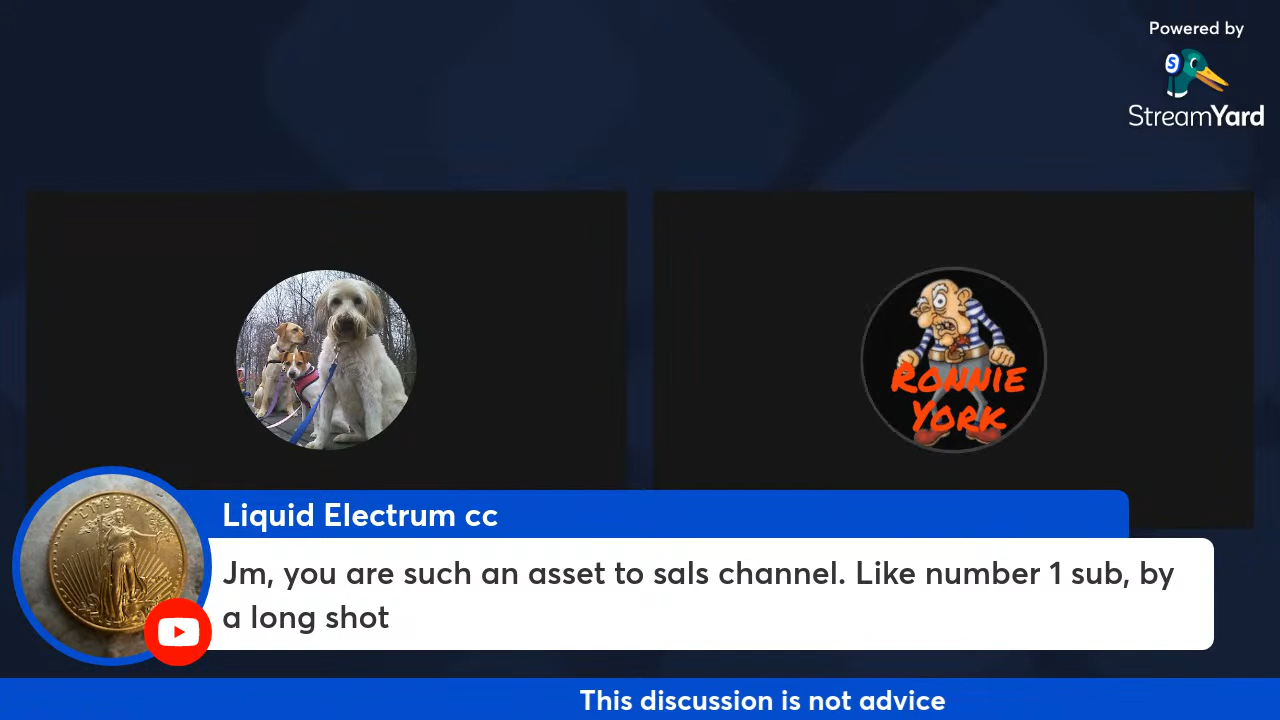 Powered by
S
StreamYard
RONNIE
YORK
LIBERTY
Liquid Electrum cc
Jm, you are such an asset to sals channel. Like number 1 sub, by
a long shot
This discussion is not advice